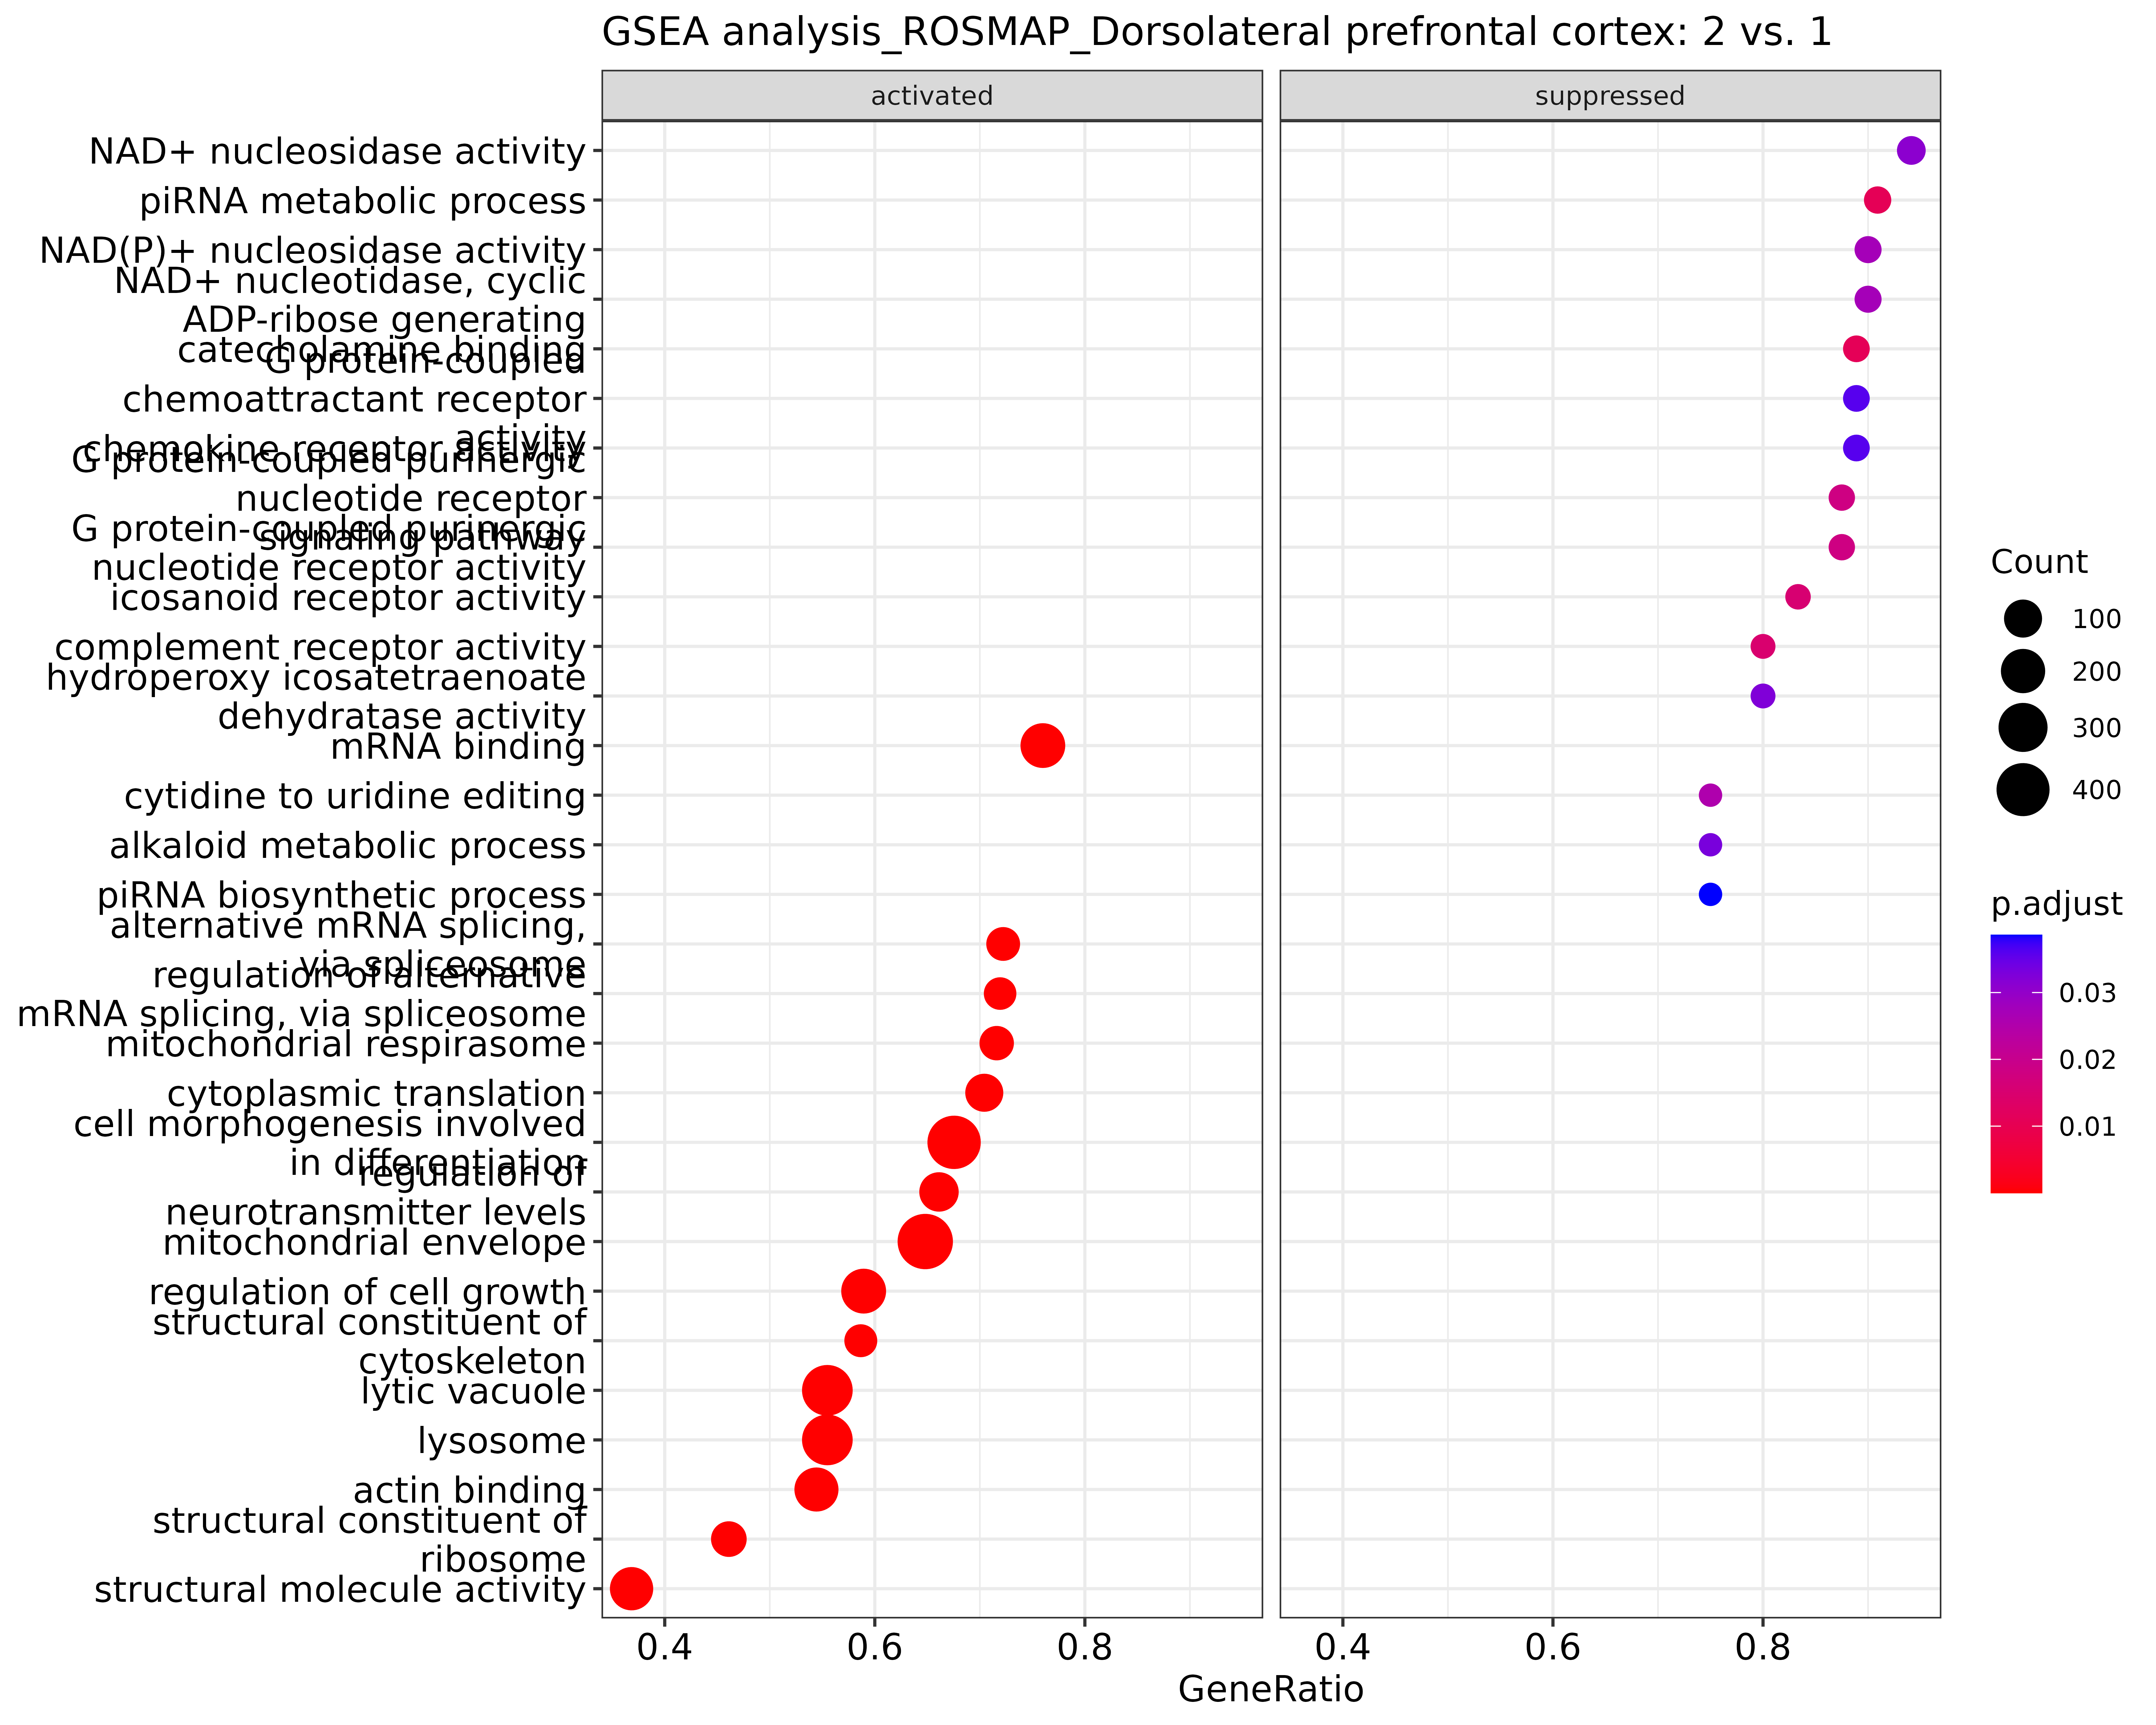 GSEA analysis_ROSMAP_Dorsolateral prefrontal cortex: 2 vs. 1
activated
suppressed
NAD+ nucleosidase activity
piRNA metabolic process
NAD(P)+ nucleosidase activity
NAD+ nucleotidase, cyclic
ADP-ribose generating
catecholamine binding
G protein-coupled
chemoattractant receptor
activity
chemokine receptor activity
G protein-coupled purinergic
nucleotide receptor
signaling pathway
G protein-coupled purinergic
nucleotide receptor activity
icosanoid receptor activity
complement receptor activity
hydroperoxy icosatetraenoate
dehydratase activity
mRNA binding
cytidine to uridine editing
alkaloid metabolic process
piRNA biosynthetic process
alternative mRNA splicing,
via spliceosome
regulation of alternative
mRNA splicing, via spliceosome
mitochondrial respirasome
cytoplasmic translation
cell morphogenesis involved
in differentiation
regulation of
neurotransmitter levels
mitochondrial envelope
regulation of cell growth
structural constituent of
cytoskeleton
lytic vacuole
lysosome
actin binding
structural constituent of
ribosome
structural molecule activity
0.4 0.6 0.8
0.4 0.6 0.8
GeneRatio
Count
100
200
300
400
p.adjust
0.03
0.02
0.01